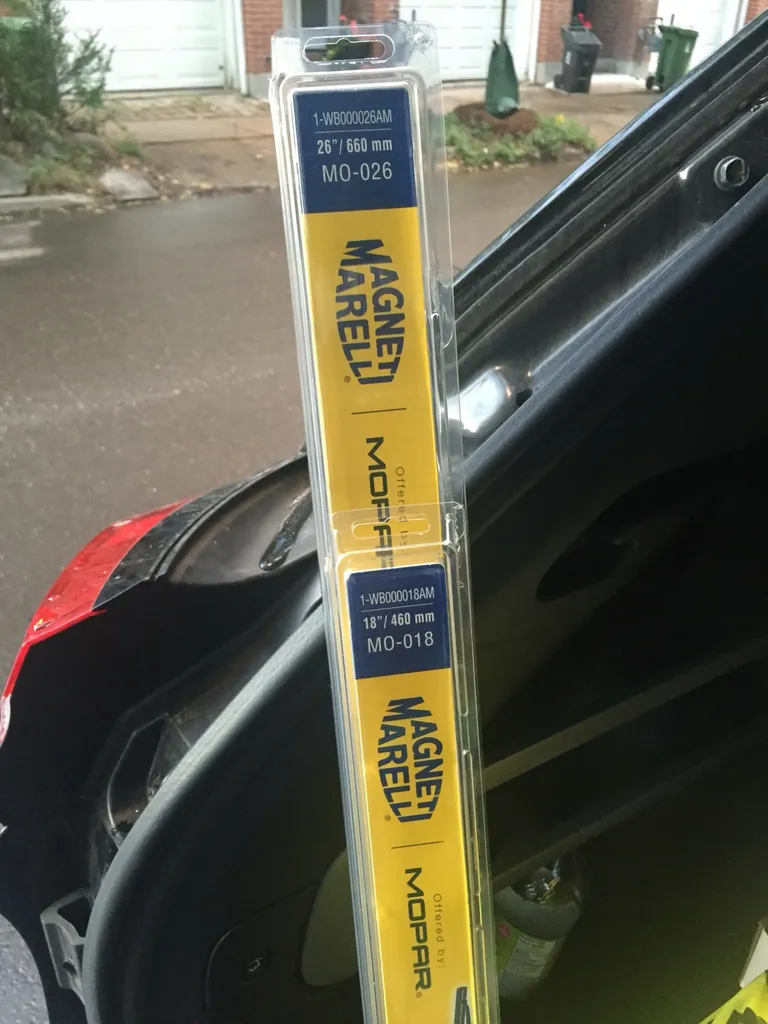 1-WB000026AM
26"/660 mm
MO-026
MAGNETI
MARELLI
®
Offered by
MOPAR
1-WB000018AM
18"/460 mm
MO-018
MAGNETI
MARELLI
®
Offered by:
MOPAR®